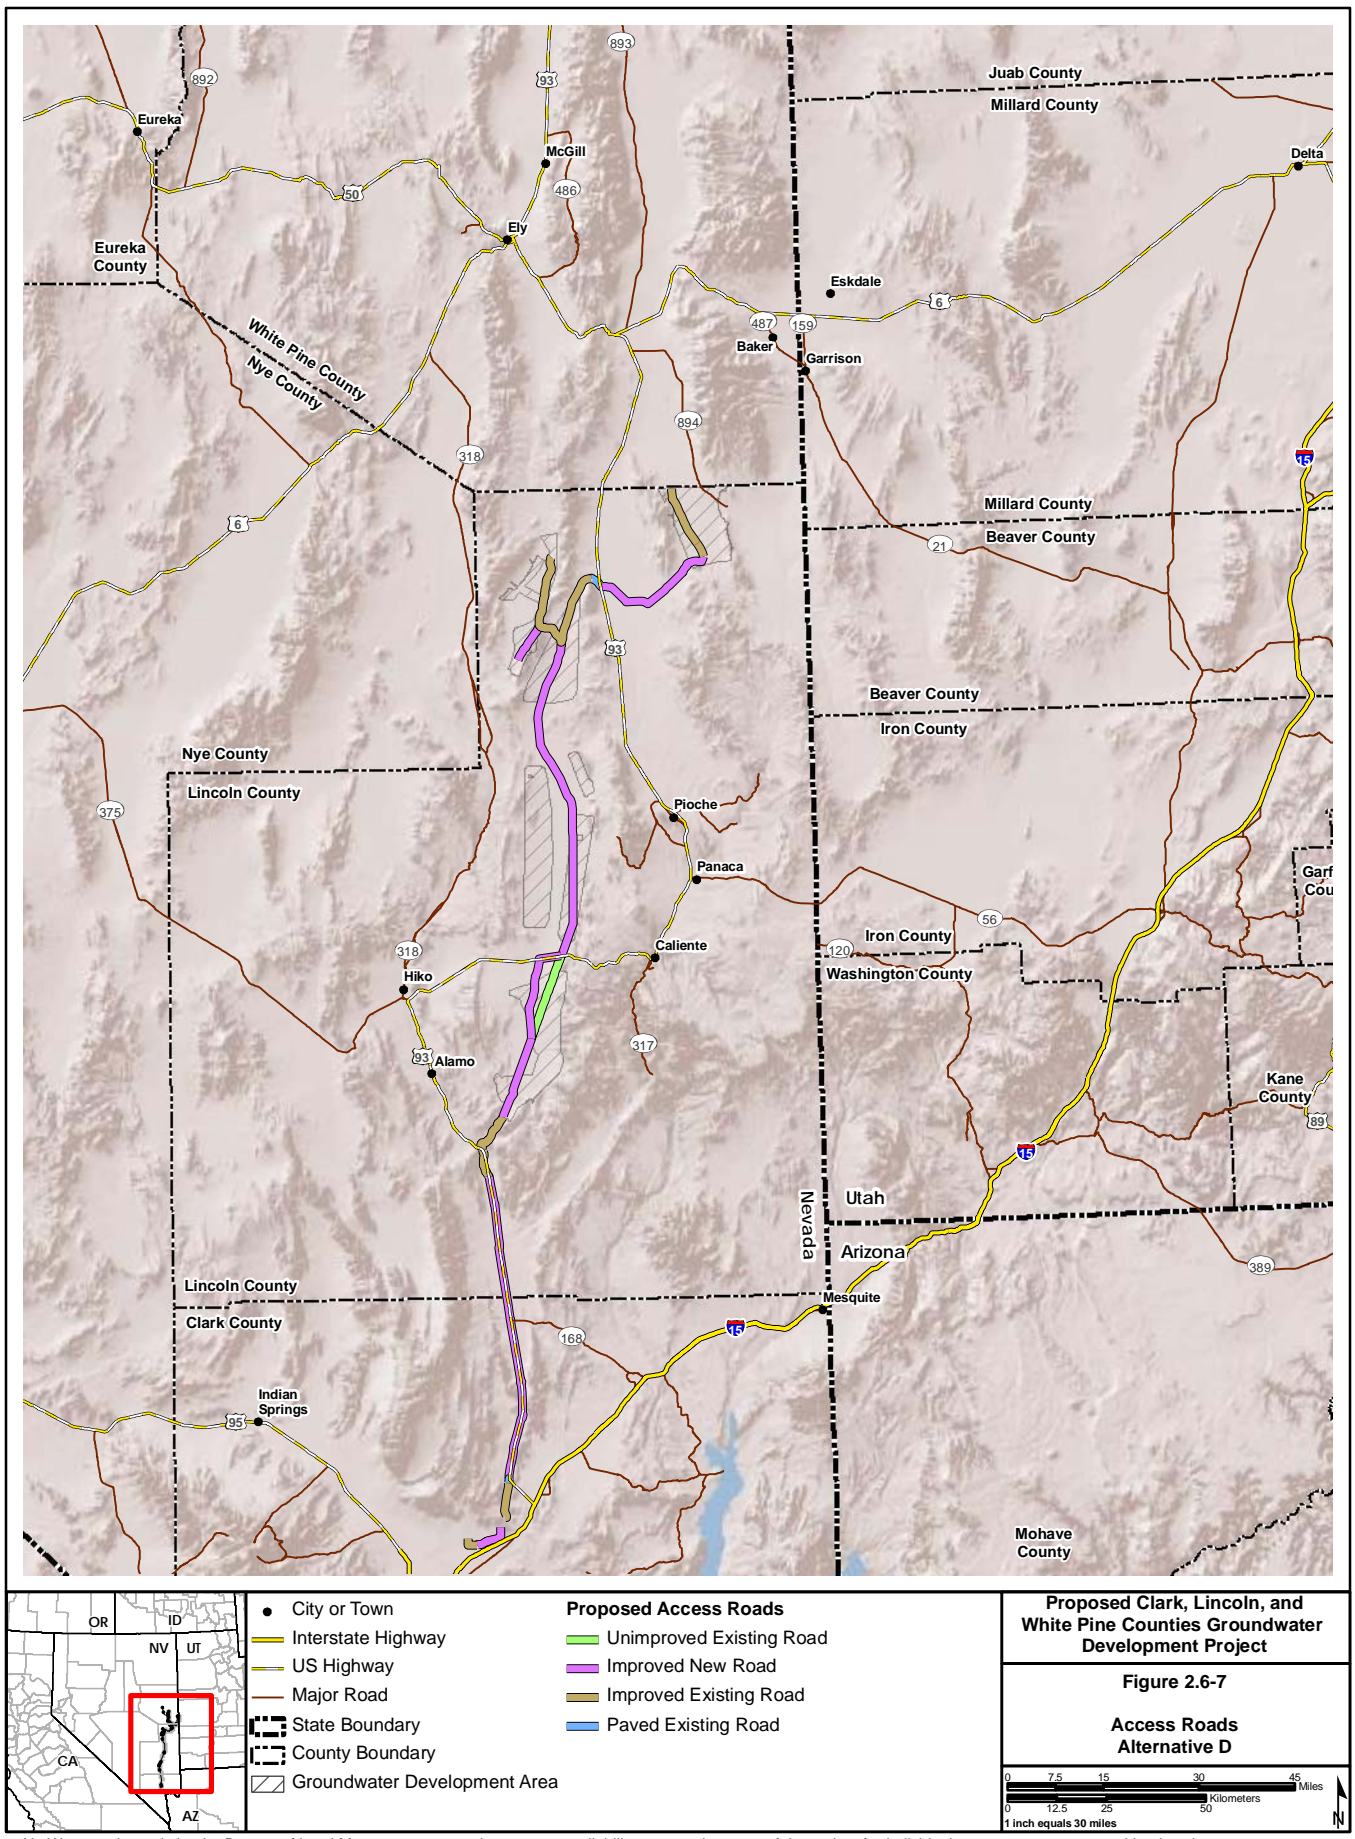 893
892
93
Juab County
Millard County
Eureka
McGill
Delta
50
486
Ely
Eureka
County
Eskdale
6
487
159
Baker
Garrison
White Pine County
Nye County
894
318
15
Millard County
Beaver County
6
21
93
Beaver County
Iron County
Nye County
Lincoln County
375
Pioche
Panaca
Garf
Cou
56
318
Iron County
120
Caliente
Washington County
Hiko
317
93
Alamo
Kane
County
89
15
Nevada
Utah
Arizona
389
Lincoln County
Clark County
Mesquite
15
168
Indian
Springs
95
Mohave
County
OR
ID
NV
UT
CA
AZ
City or Town
Interstate Highway
US Highway
Major Road
State Boundary
County Boundary
Groundwater Development Area
Proposed Access Roads
Unimproved Existing Road
Improved New Road
Improved Existing Road
Paved Existing Road
Proposed Clark, Lincoln, and
White Pine Counties Groundwater
Development Project
Figure 2.6-7
Access Roads
Alternative D
0 7.5 15 30 45
Miles
Kilometers
0 12.5 25 50
1 inch equals 30 miles
N